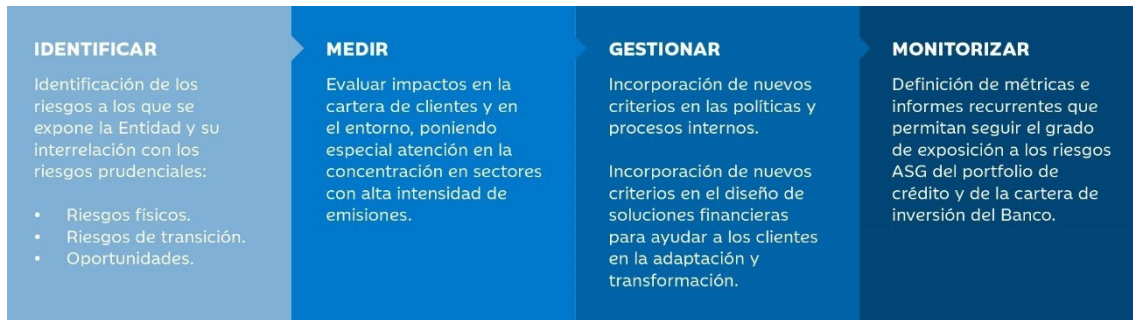 IDENTIFICAR
Identificación de los
riesgos a los que se
expone la Entidad y su
interrelación con los
riesgos prudenciales:
• Riesgos físicos.
• Riesgos de transición.
• Oportunidades.
MEDIR
Evaluar impactos en la
cartera de clientes y en
el entorno, poniendo
especial atención en la
concentración en sectores
con alta intensidad de
emisiones.
GESTIONAR
Incorporación de nuevos
criterios en las políticas y
procesos internos.
Incorporación de nuevos
criterios en el diseño de
soluciones financieras
para ayudar a los clientes
en la adaptación y
transformación.
MONITORIZAR
Definición de métricas e
informes recurrentes que
permitan seguir el grado
de exposición a los riesgos
ASG del portfolio de
crédito y de la cartera de
inversión del Banco.